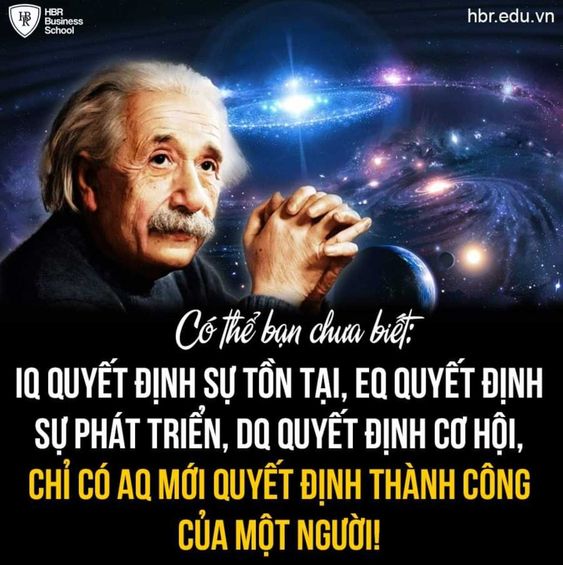 HBR
Business
School
hbr.edu.vn
Có thể bạn chưa biết:
IQ QUYẾT ĐỊNH SỰ TỒN TẠI, EQ QUYẾT ĐỊNH
SỰ PHÁT TRIỂN, DQ QUYẾT ĐỊNH CƠ HỘI,
CHỈ CÓ AQ MỚI QUYẾT ĐỊNH THÀNH CÔNG
CỦA MỘT NGƯỜI!